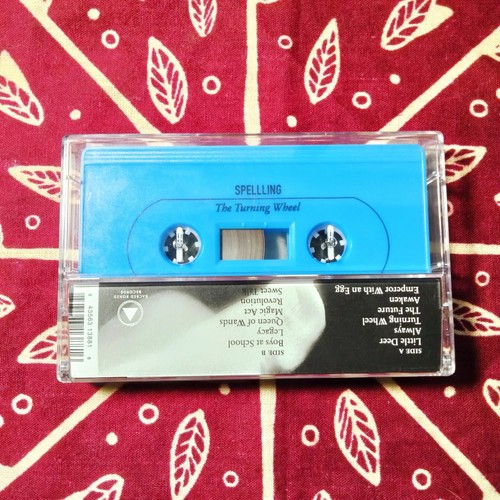 SPELLLING
The Turning Wheel
SIDE A
Little Deer
Always
Turning Wheel
The Future
Awaken
Emperor With an Egg
SIDE B
Boys at School
Legacy
Queen of Wands
Magic Act
Revolution
Sweet Talk
SACRED BONES
RECORDS